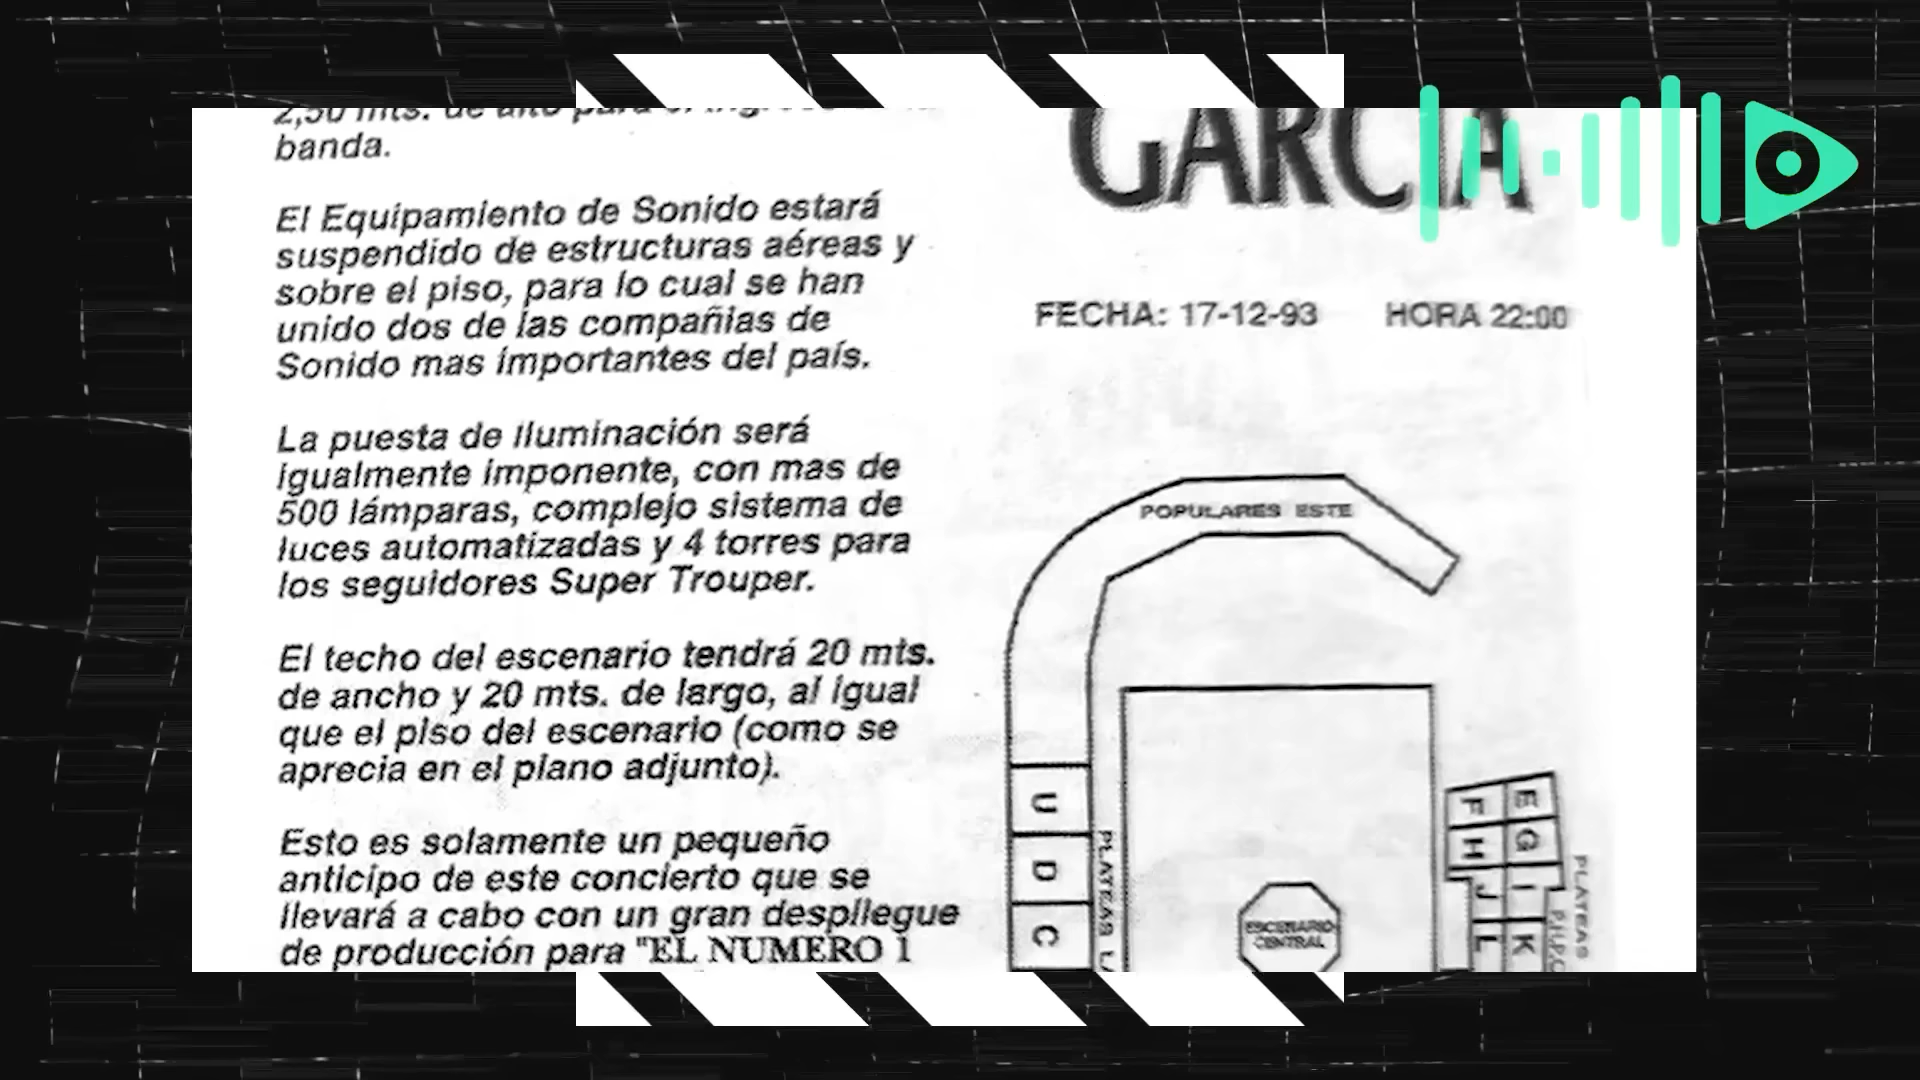 banda.
El Equipamiento de Sonido estará
suspendido de estructuras aéreas y
sobre el piso, para lo cual se han
unido dos de las compañias de
Sonido mas importantes del país.
La puesta de iluminación será
igualmente imponente, con mas de
500 lámparas, complejo sistema de
luces automatizadas y 4 torres para
los seguidores Super Trouper.
El techo del escenario tendrá 20 mts.
de ancho y 20 mts. de largo, al igual
que el piso del escenario (como se
aprecia en el plano adjunto).
Esto es solamente un pequeño
anticipo de este concierto que se
llevará a cabo con un gran despliegue
de producción para "EL NUMERO 1
GARCIA
FECHA: 17-12-93 HORA 22:00
POPULARES ESTE
U
D
C
PLATEAS
ESCENARIO
CENTRAL
F E
H G
J I
L K
PLATEAS